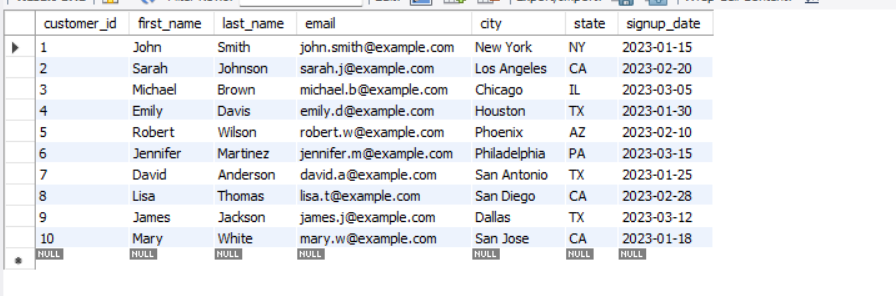 customer_id first_name last_name email city state signup_date
1 John Smith john.smith@example.com New York NY 2023-01-15
2 Sarah Johnson sarah.j@example.com Los Angeles CA 2023-02-20
3 Michael Brown michael.b@example.com Chicago IL 2023-03-05
4 Emily Davis emily.d@example.com Houston TX 2023-01-30
5 Robert Wilson robert.w@example.com Phoenix AZ 2023-02-10
6 Jennifer Martinez jennifer.m@example.com Philadelphia PA 2023-03-15
7 David Anderson david.a@example.com San Antonio TX 2023-01-25
8 Lisa Thomas lisa.t@example.com San Diego CA 2023-02-28
9 James Jackson james.j@example.com Dallas TX 2023-03-12
10 Mary White mary.w@example.com San Jose CA 2023-01-18
NULL NULL NULL NULL NULL NULL NULL